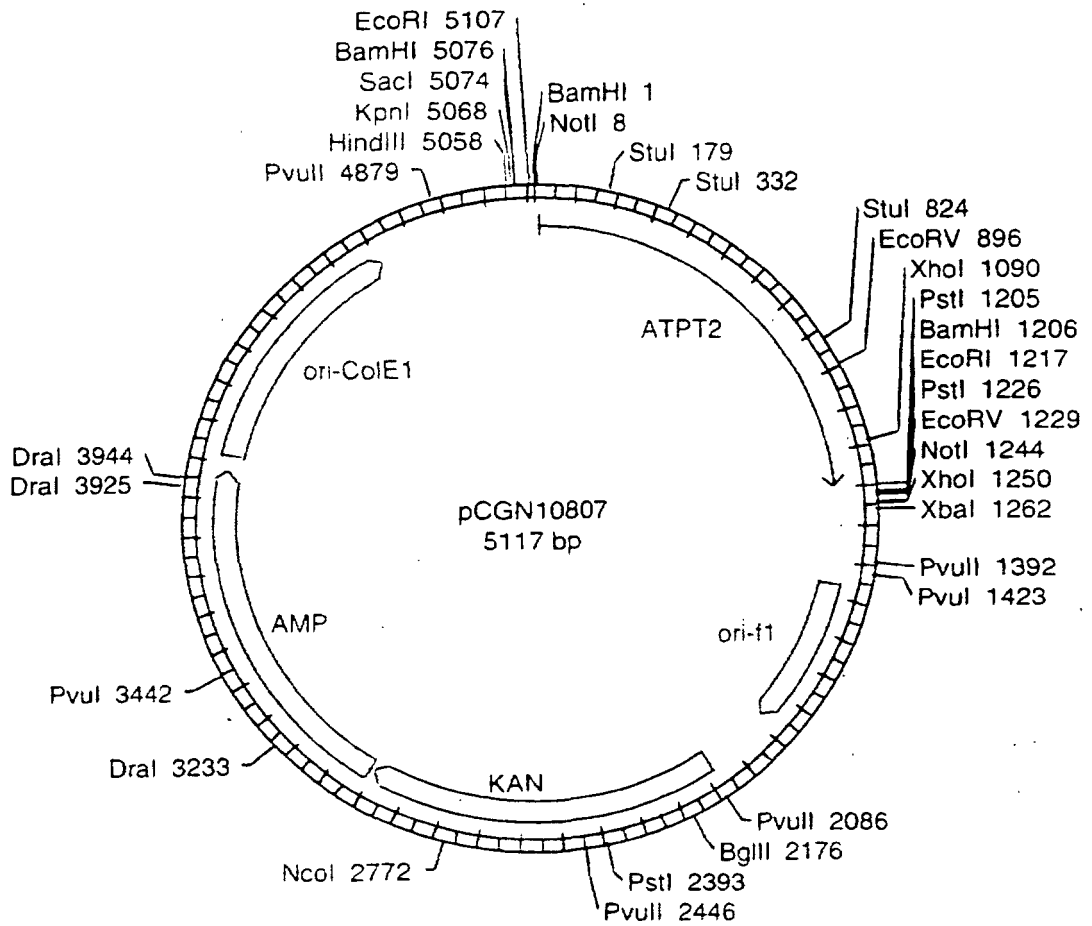 EcoRI 5107
BamHI 5076
SacI 5074
KpnI 5068
HindIII 5058
PvuII 4879
BamHI 1
NotI 8
StuI 179
StuI 332
StuI 824
EcoRV 896
XhoI 1090
PstI 1205
BamHI 1206
EcoRI 1217
PstI 1226
EcoRV 1229
NotI 1244
XhoI 1250
XbaI 1262
PvuII 1392
PvuI 1423
ATPT2
ori-ColE1
DraI 3944
DraI 3925
pCGN10807
5117 bp
ori-f1
AMP
PvuI 3442
DraI 3233
KAN
NcoI 2772
PvuII 2086
BglII 2176
PstI 2393
PvuII 2446